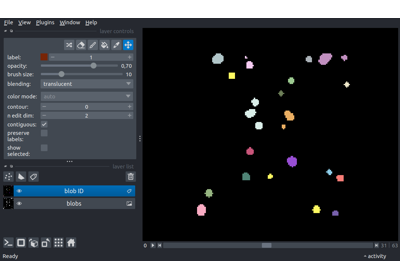 File View Plugins Window Help
layer controls
label: 1
opacity: 0,70
brush size: 10
blending: translucent
color mode: auto
contour: 0
n edit dim: 2
contiguous:
preserve
labels:
show
selected:
layer list
blob ID
blobs
0 31 63
Ready activity